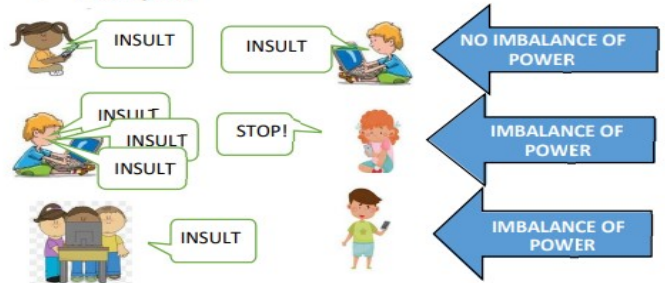 INSULT
INSULT
NO IMBALANCE OF
POWER
INSULT
INSULT
INSULT
STOP!
IMBALANCE OF
POWER
INSULT
IMBALANCE OF
POWER